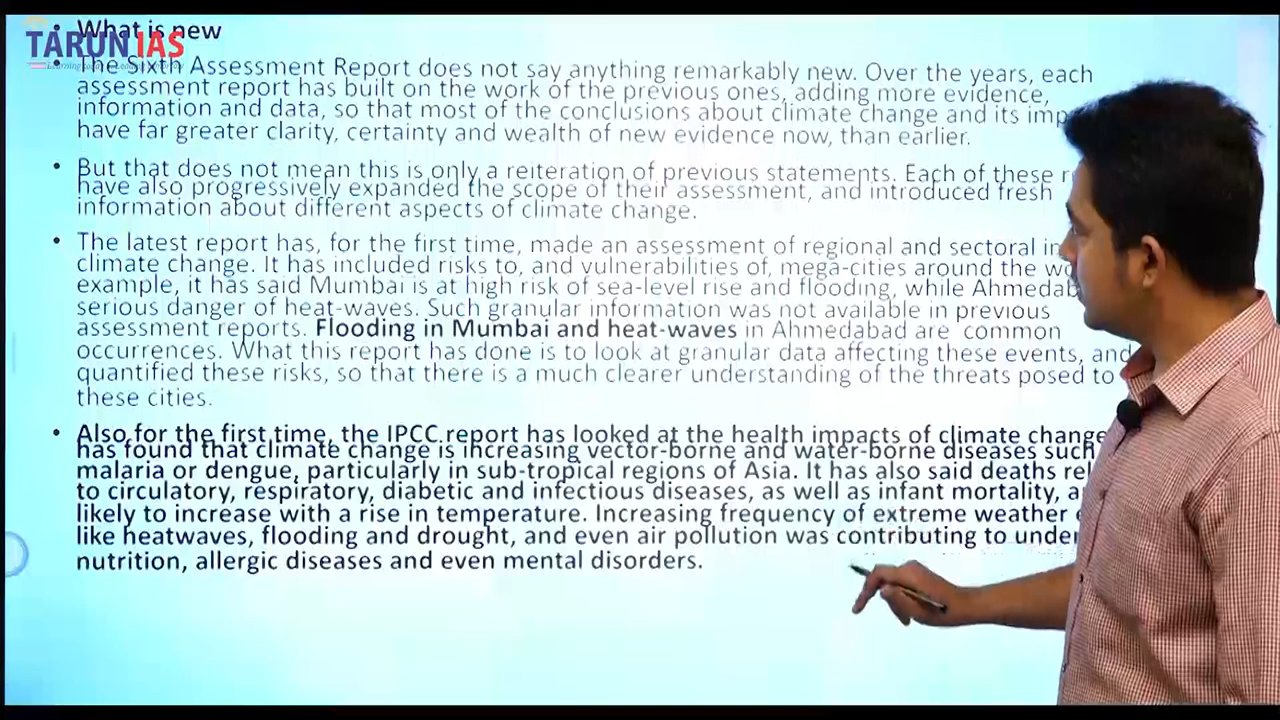 What is new
TARUN IAS
The Sixth Assessment Report does not say anything remarkably new. Over the years, each
assessment report has built on the work of the previous ones, adding more evidence,
information and data, so that most of the conclusions about climate change and its imp
have far greater clarity, certainty and wealth of new evidence now, than earlier.
But that does not mean this is only a reiteration of previous statements. Each of these r
have also progressively expanded the scope of their assessment, and introduced fresh
information about different aspects of climate change.
The latest report has, for the first time, made an assessment of regional and sectoral im
climate change. It has included risks to, and vulnerabilities of, mega-cities around the wo
example, it has said Mumbai is at high risk of sea-level rise and flooding, while Ahmedab
serious danger of heat-waves. Such granular information was not available in previous
assessment reports. Flooding in Mumbai and heat-waves in Ahmedabad are common
occurrences. What this report has done is to look at granular data affecting these events, and
quantified these risks, so that there is a much clearer understanding of the threats posed to
these cities.
Also for the first time, the IPCC report has looked at the health impacts of climate change
has found that climate change is increasing vector-borne and water-borne diseases such
malaria or dengue, particularly in sub-tropical regions of Asia. It has also said deaths rel
to circulatory, respiratory, diabetic and infectious diseases, as well as infant mortality, a
likely to increase with a rise in temperature. Increasing frequency of extreme weather e
like heatwaves, flooding and drought, and even air pollution was contributing to under
nutrition, allergic diseases and even mental disorders.